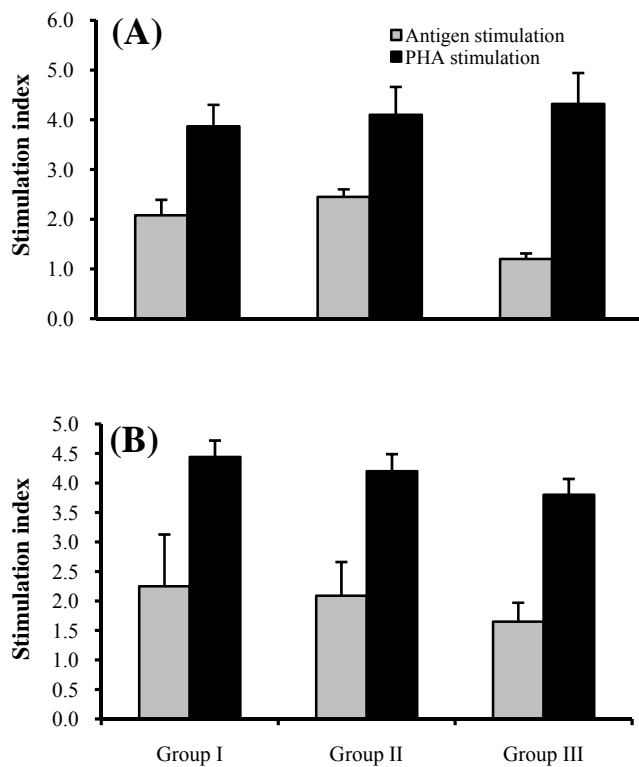 (A)
Antigen stimulation
PHA stimulation
Stimulation index
6.0
5.0
4.0
3.0
2.0
1.0
0.0
(B)
Stimulation index
5.0
4.5
4.0
3.5
3.0
2.5
2.0
1.5
1.0
0.5
0.0
Group I Group II Group III